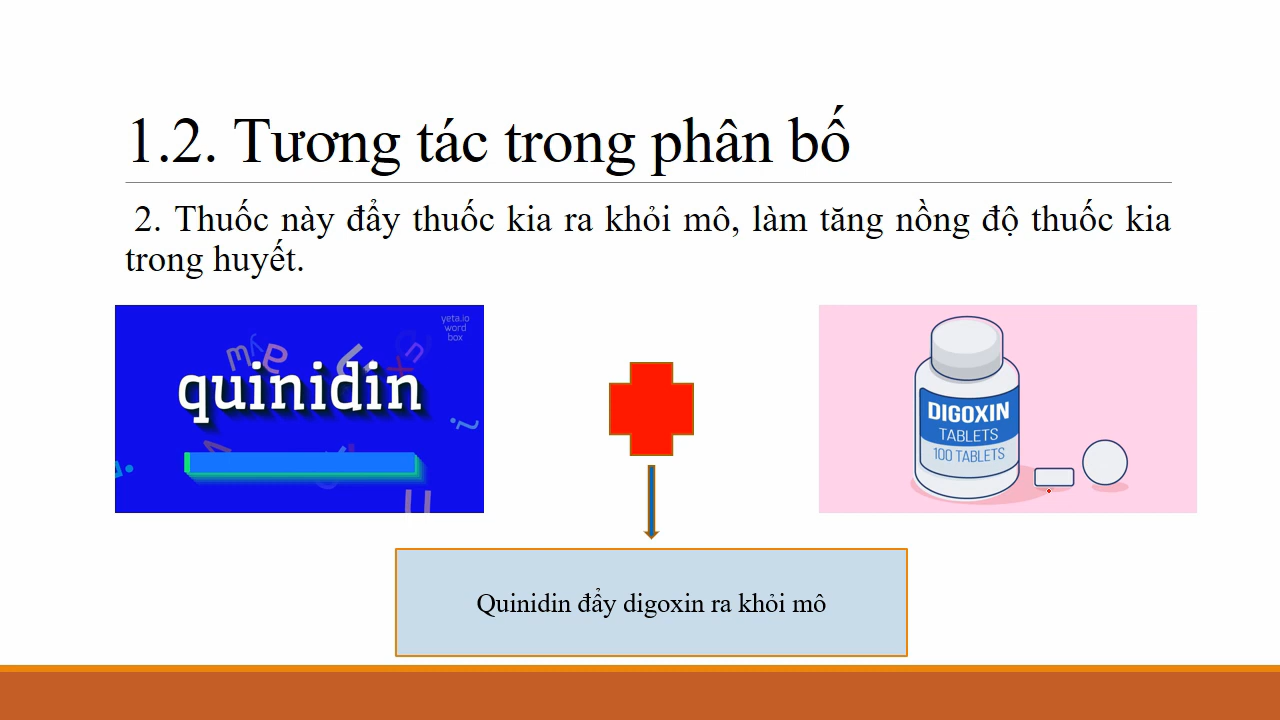 1.2. Tương tác trong phân bố
2. Thuốc này đẩy thuốc kia ra khỏi mô, làm tăng nồng độ thuốc kia
trong huyết.
yeta.io
word
box
quinidin
DIGOXIN
TABLETS
100 TABLETS
Quinidin đẩy digoxin ra khỏi mô